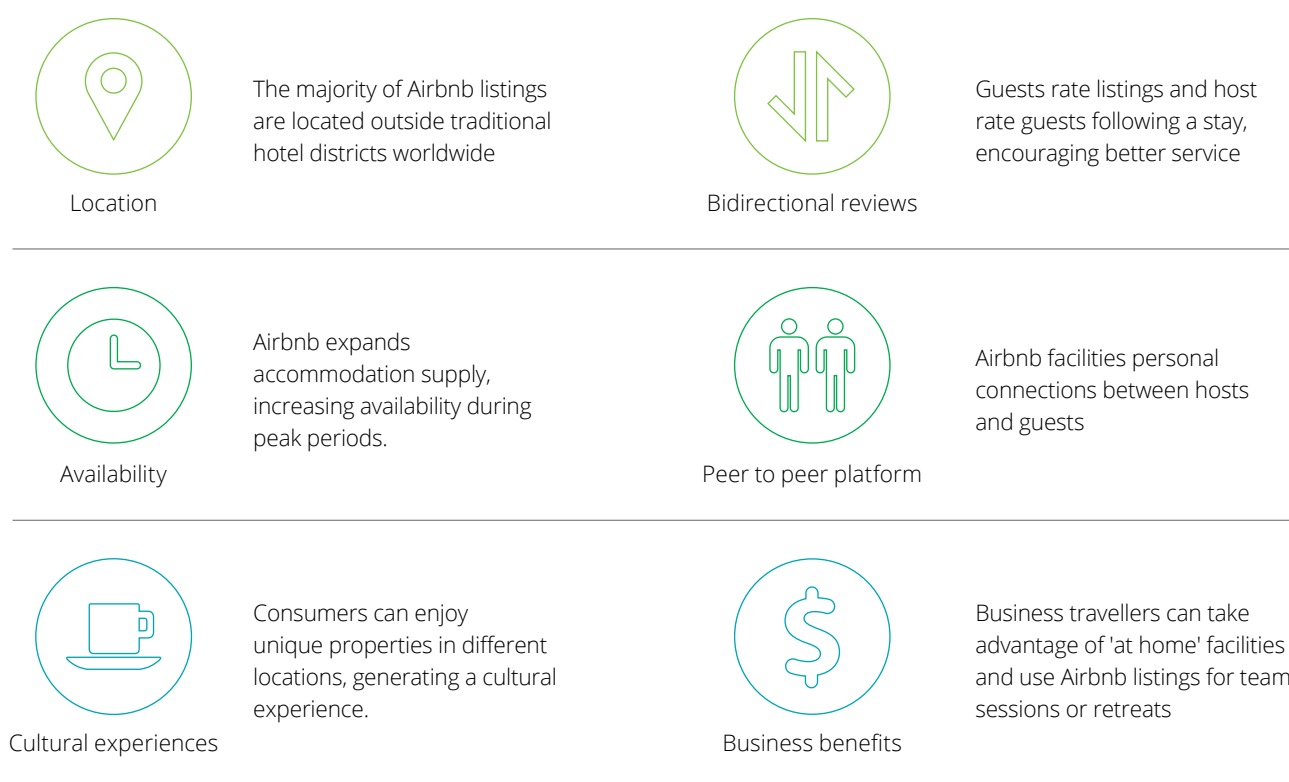 The majority of Airbnb listings
are located outside traditional
hotel districts worldwide
Location
Guests rate listings and host
rate guests following a stay,
encouraging better service
Bidirectional reviews
Airbnb expands
accommodation supply,
increasing availability during
peak periods.
Availability
Airbnb facilities personal
connections between hosts
and guests
Peer to peer platform
Consumers can enjoy
unique properties in different
locations, generating a cultural
experience.
Cultural experiences
Business travellers can take
advantage of 'at home' facilities
and use Airbnb listings for team
sessions or retreats
Business benefits